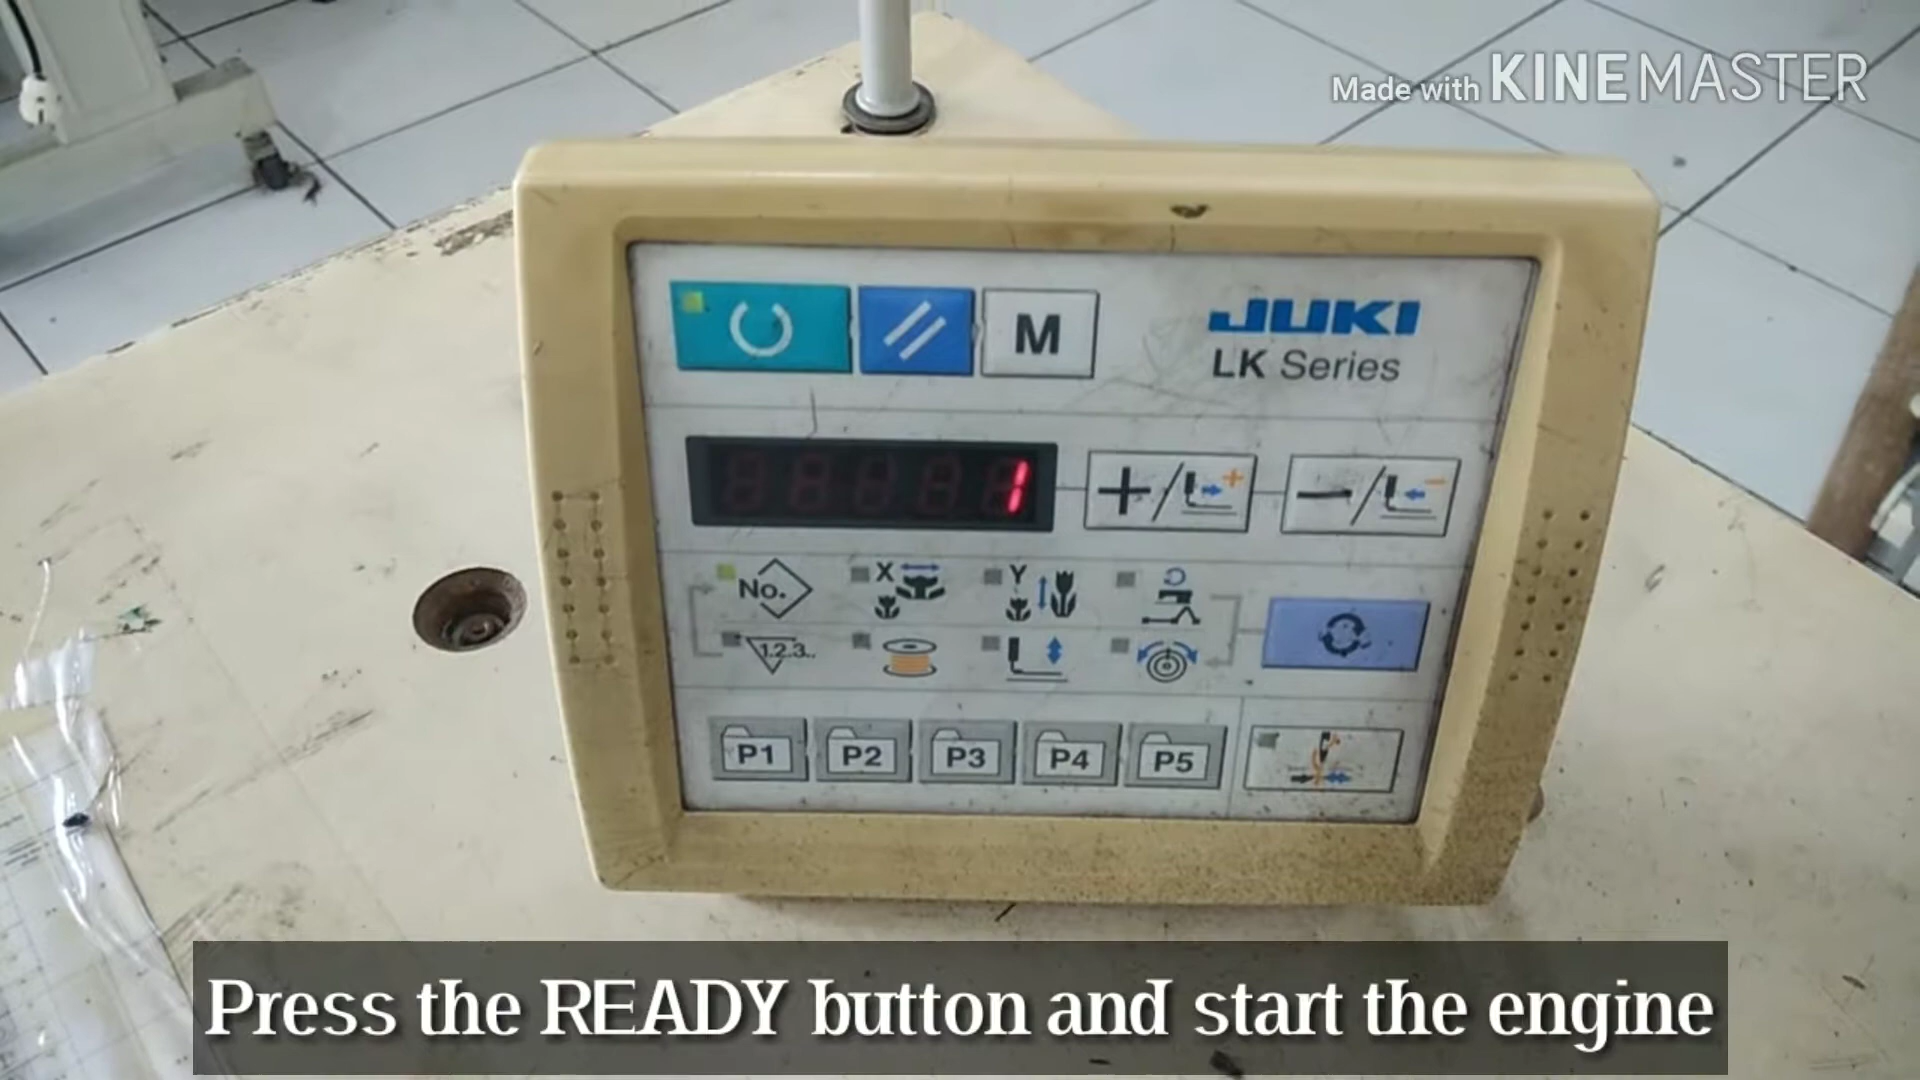 Made with KINEMASTER
M
JUKI
LK Series
1
+/ +
−/ −
No.
X
Y
1.2.3..
P1
P2
P3
P4
P5
Press the READY button and start the engine